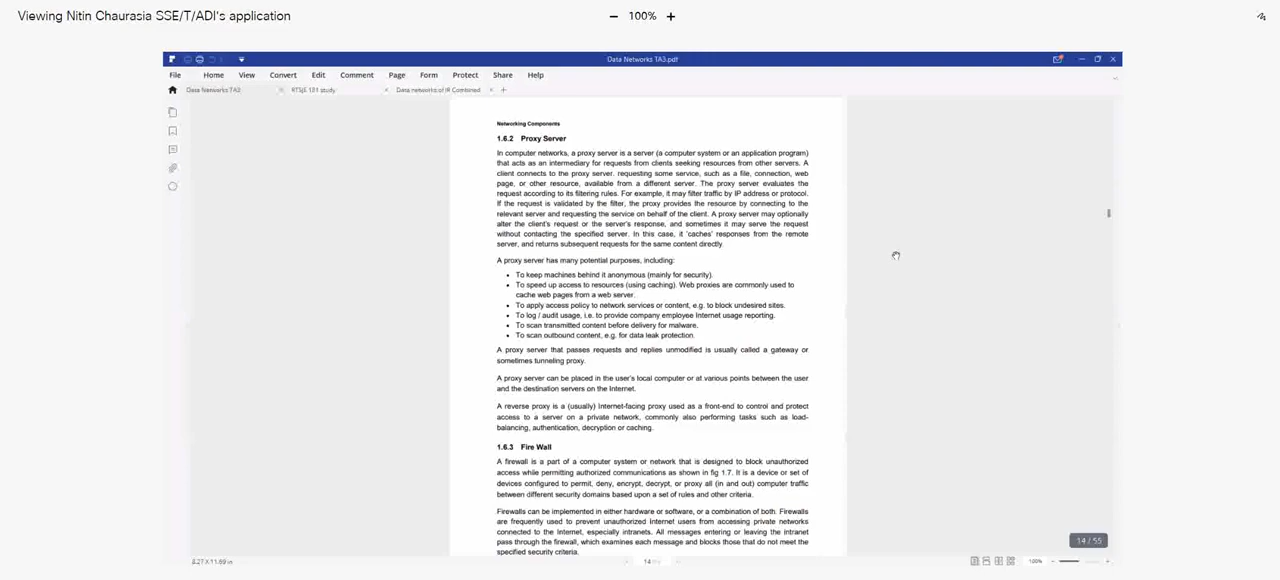 Viewing Nitin Chaurasia SSE/T/ADI's application
− 100% +
Data Networks TA3.pdf
File Home View Convert Edit Comment Page Form Protect Share Help
Data Networks TA3 × RTSjS 131 study × Data networks of IR Combined × +
Networking Components
1.6.2 Proxy Server
In computer networks, a proxy server is a server (a computer system or an application program)
that acts as an intermediary for requests from clients seeking resources from other servers. A
client connects to the proxy server. requesting some service, such as a file, connection, web
page, or other resource, available from a different server. The proxy server evaluates the
request according to its filtering rules. For example, it may filter traffic by IP address or protocol.
If the request is validated by the filter, the proxy provides the resource by connecting to the
relevant server and requesting the service on behalf of the client. A proxy server may optionally
alter the client's request or the server's response, and sometimes it may serve the request
without contacting the specified server. In this case, it 'caches' responses from the remote
server, and returns subsequent requests for the same content directly
A proxy server has many potential purposes, including:
• To keep machines behind it anonymous (mainly for security).
• To speed up access to resources (using caching). Web proxies are commonly used to
cache web pages from a web server.
• To apply access policy to network services or content, e.g. to block undesired sites.
• To log / audit usage, i.e. to provide company employee Internet usage reporting.
• To scan transmitted content before delivery for malware.
• To scan outbound content, e.g. for data leak protection.
A proxy server that passes requests and replies unmodified is usually called a gateway or
sometimes tunneling proxy.
A proxy server can be placed in the user's local computer or at various points between the user
and the destination servers on the Internet.
A reverse proxy is a (usually) Internet-facing proxy used as a front-end to control and protect
access to a server on a private network, commonly also performing tasks such as load-
balancing, authentication, decryption or caching.
1.6.3 Fire Wall
A firewall is a part of a computer system or network that is designed to block unauthorized
access while permitting authorized communications as shown in fig 1.7. It is a device or set of
devices configured to permit, deny, encrypt, decrypt, or proxy all (in and out) computer traffic
between different security domains based upon a set of rules and other criteria.
Firewalls can be implemented in either hardware or software, or a combination of both. Firewalls
are frequently used to prevent unauthorized Internet users from accessing private networks
connected to the Internet, especially intranets. All messages entering or leaving the intranet
pass through the firewall, which examines each message and blocks those that do not meet the
specified security criteria.
14 / 55
8.27 X 11.69 in
14
100% − +